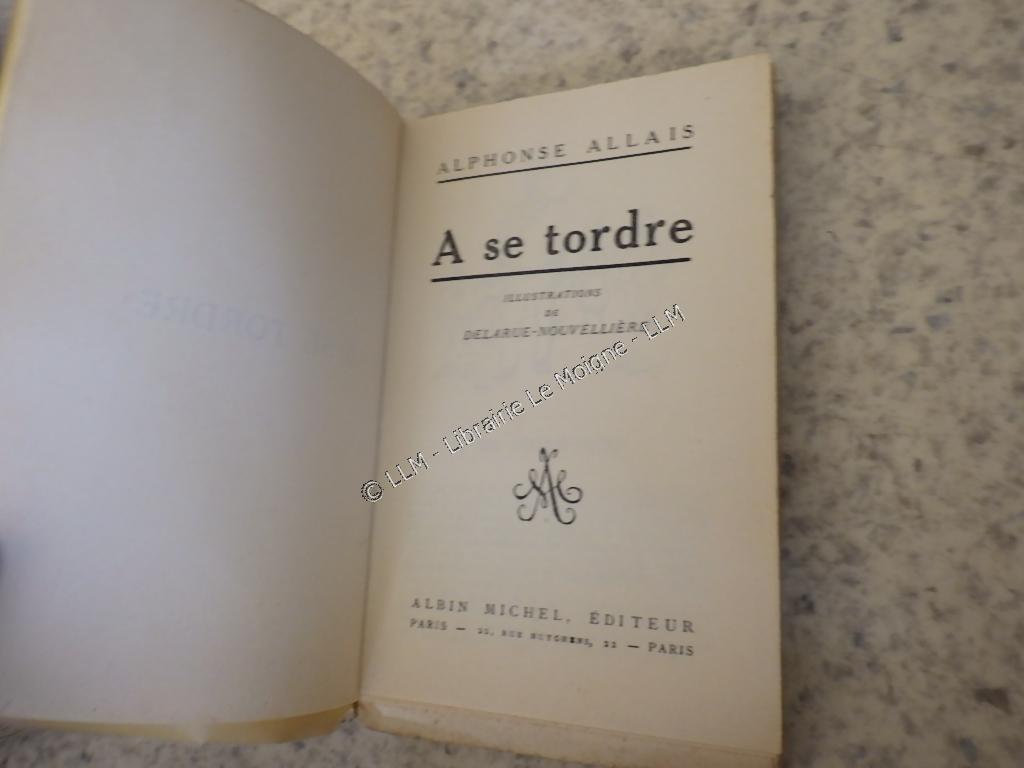 ALPHONSE ALLAIS
A se tordre
ILLUSTRATIONS
DE
DELARUE-NOUVELLIÈRE
© LLM - Librairie Le Moigne - LLM
ALBIN MICHEL, ÉDITEUR
PARIS — 22, RUE HUYGHENS, 22 — PARIS